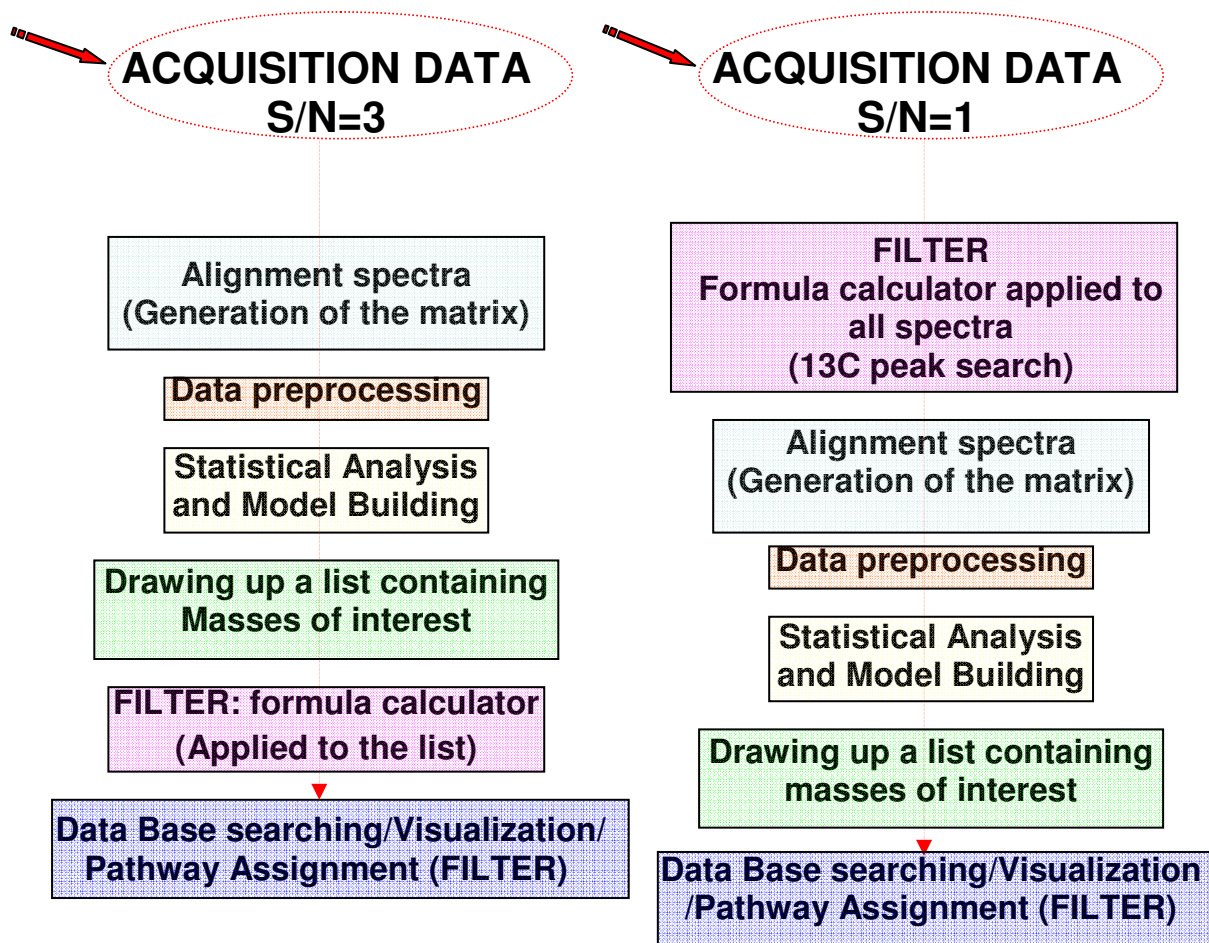 ACQUISITION DATA
S/N=3
Alignment spectra
(Generation of the matrix)
Data preprocessing
Statistical Analysis
and Model Building
Drawing up a list containing
Masses of interest
FILTER: formula calculator
(Applied to the list)
Data Base searching/Visualization/
Pathway Assignment (FILTER)
ACQUISITION DATA
S/N=1
FILTER
Formula calculator applied to
all spectra
(13C peak search)
Alignment spectra
(Generation of the matrix)
Data preprocessing
Statistical Analysis
and Model Building
Drawing up a list containing
masses of interest
Data Base searching/Visualization
/Pathway Assignment (FILTER)